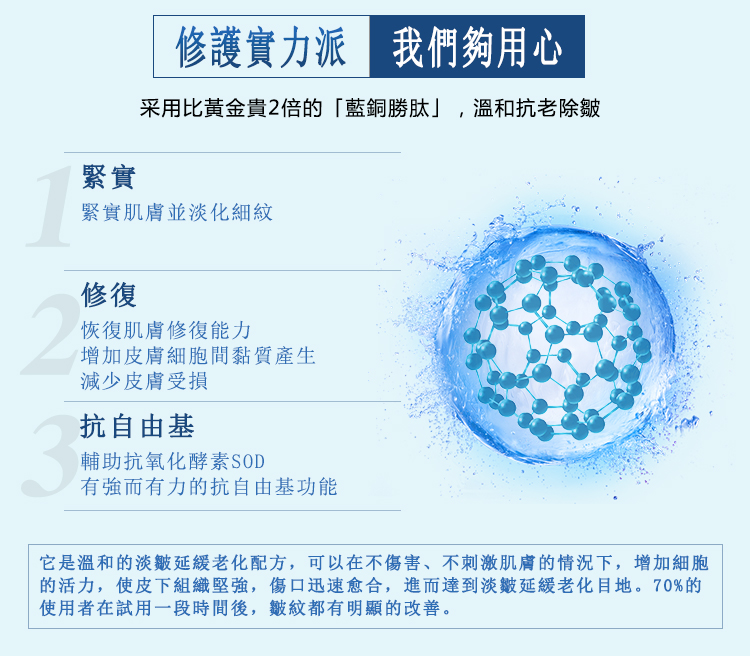 修護實力派 我們夠用心
采用比黃金貴2倍的「藍銅勝肽」,溫和抗老除皺
1
緊實
緊實肌膚並淡化細紋
2
修復
恢復肌膚修復能力
增加皮膚細胞間黏質產生
減少皮膚受損
3
抗自由基
輔助抗氧化酵素SOD
有強而有力的抗自由基功能
它是溫和的淡皺延緩老化配方，可以在不傷害、不刺激肌膚的情況下，增加細胞
的活力，使皮下組織堅強，傷口迅速愈合，進而達到淡皺延緩老化目地。70%的
使用者在試用一段時間後，皺紋都有明顯的改善。